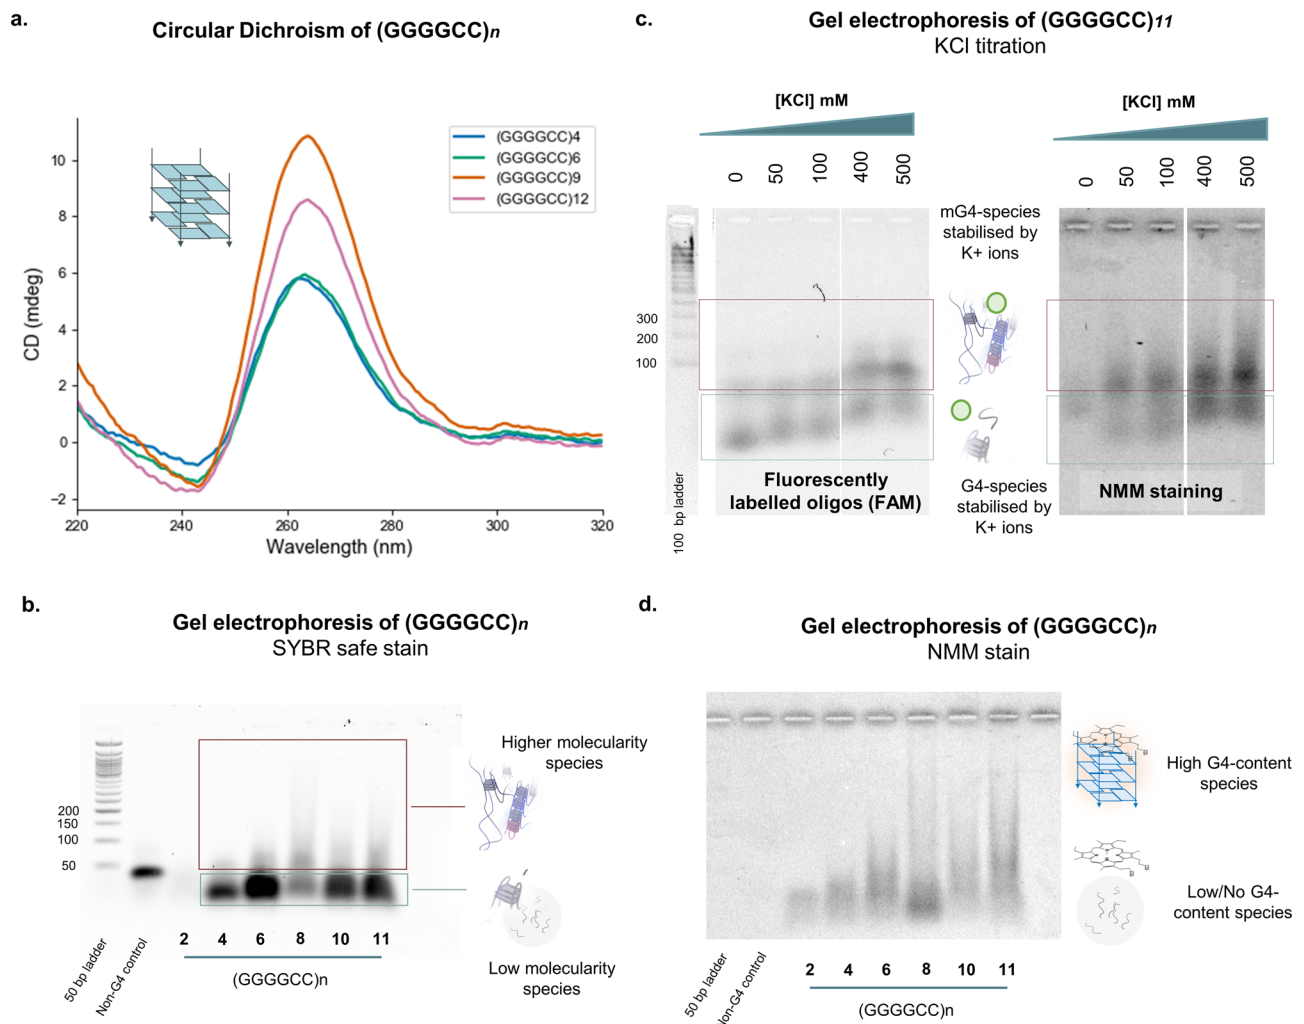 a.
Circular Dichroism of (GGGGCC)n
CD (mdeg)
10
8
6
4
2
0
−2
220
240
260
280
300
320
Wavelength (nm)
(GGGGCC)4
(GGGGCC)6
(GGGGCC)9
(GGGGCC)12
c.
Gel electrophoresis of (GGGGCC)11
KCl titration
[KCl] mM
0
50
100
400
500
300
200
100
100 bp ladder
Fluorescently
labelled oligos (FAM)
mG4-species
stabilised by
K+ ions
G4-species
stabilised by
K+ ions
[KCl] mM
0
50
100
400
500
NMM staining
b.
Gel electrophoresis of (GGGGCC)n
SYBR safe stain
200
150
100
50
50 bp ladder
Non-G4 control
2
4
6
8
10
11
(GGGGCC)n
Higher molecularity
species
Low molecularity
species
d.
Gel electrophoresis of (GGGGCC)n
NMM stain
50 bp ladder
Non-G4 control
2
4
6
8
10
11
(GGGGCC)n
High G4-content
species
Low/No G4-
content species